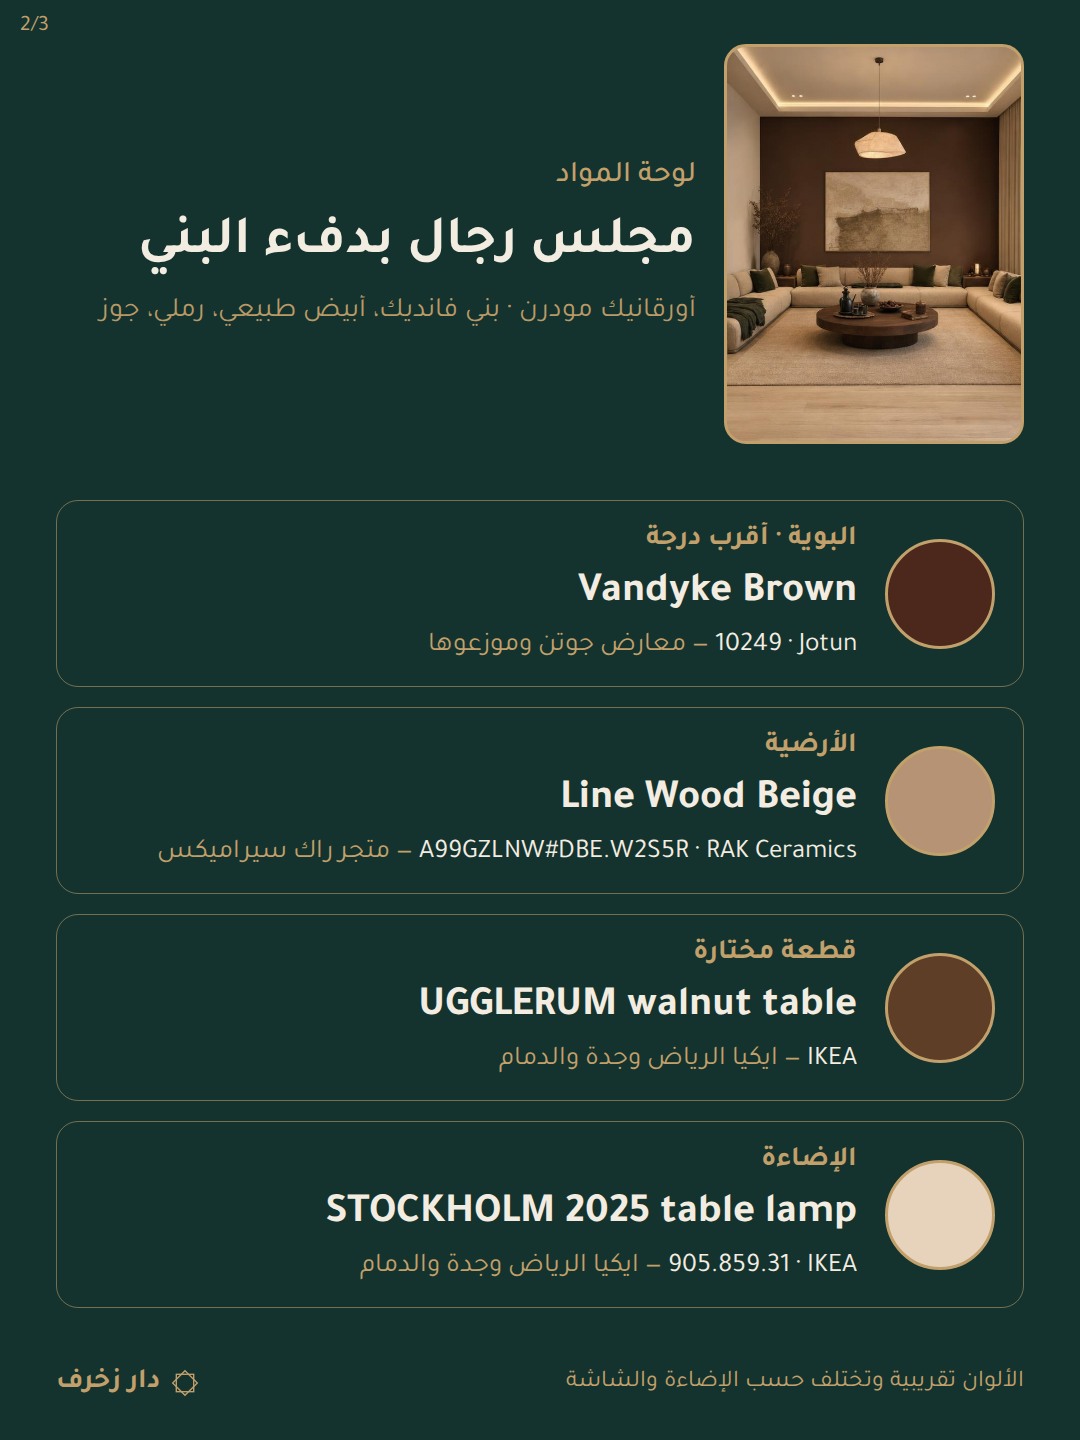 2/3
لوحة المواد
مجلس رجال بدفء البني
أورقانيك مودرن · بني فانديك، أبيض طبيعي، رملي، جوز
البوية · أقرب درجة
Vandyke Brown
Jotun · 10249 – معارض جوتن وموزعوها
الأرضية
Line Wood Beige
RAK Ceramics · A99GZLNW#DBE.W2S5R – متجر راك سيراميكس
قطعة مختارة
UGGLERUM walnut table
IKEA – ايكيا الرياض وجدة والدمام
الإضاءة
STOCKHOLM 2025 table lamp
IKEA · 905.859.31 – ايكيا الرياض وجدة والدمام
الألوان تقريبية وتختلف حسب الإضاءة والشاشة
دار زخرف